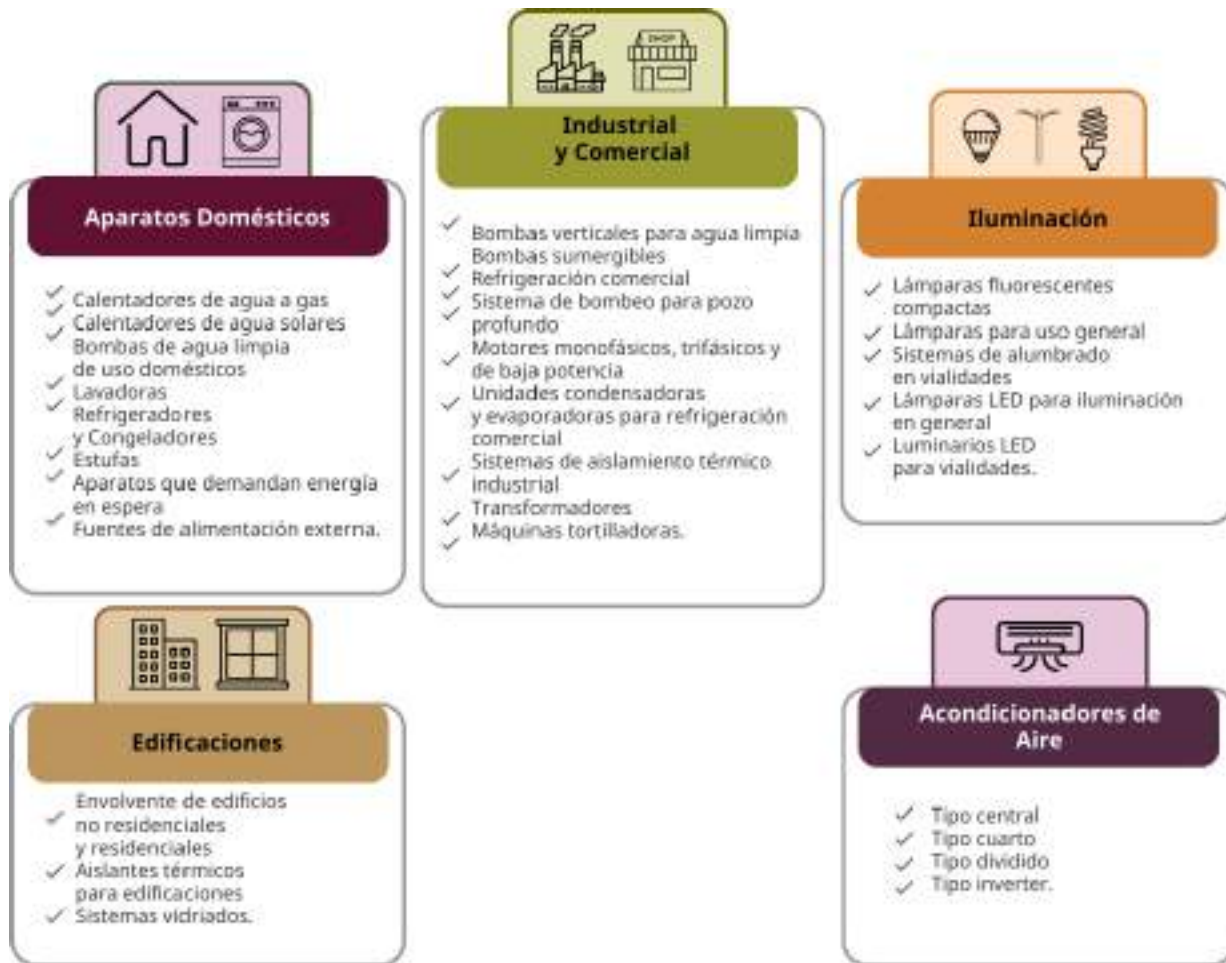 SHOP
Industrial
y Comercial
Bombas verticales para agua limpia
Bombas sumergibles
Refrigeración comercial
Sistema de bombeo para pozo
profundo
Motores monofásicos, trifásicos y
de baja potencia
Unidades condensadoras
y evaporadoras para refrigeración
comercial
Sistemas de aislamiento térmico
industrial
Transformadores
Máquinas tortilladoras.
Aparatos Domésticos
Calentadores de agua a gas
Calentadores de agua solares
Bombas de agua limpia
de uso domésticos
Lavadoras
Refrigeradores
y Congeladores
Estufas
Aparatos que demandan energía
en espera
Fuentes de alimentación externa.
Iluminación
Lámparas fluorescentes
compactas
Lámparas para uso general
Sistemas de alumbrado
en vialidades
Lámparas LED para iluminación
en general
Luminarios LED
para vialidades.
Edificaciones
Envolvente de edificios
no residenciales
y residenciales
Aislantes térmicos
para edificaciones
Sistemas vidriados.
Acondicionadores de
Aire
Tipo central
Tipo cuarto
Tipo dividido
Tipo inverter.